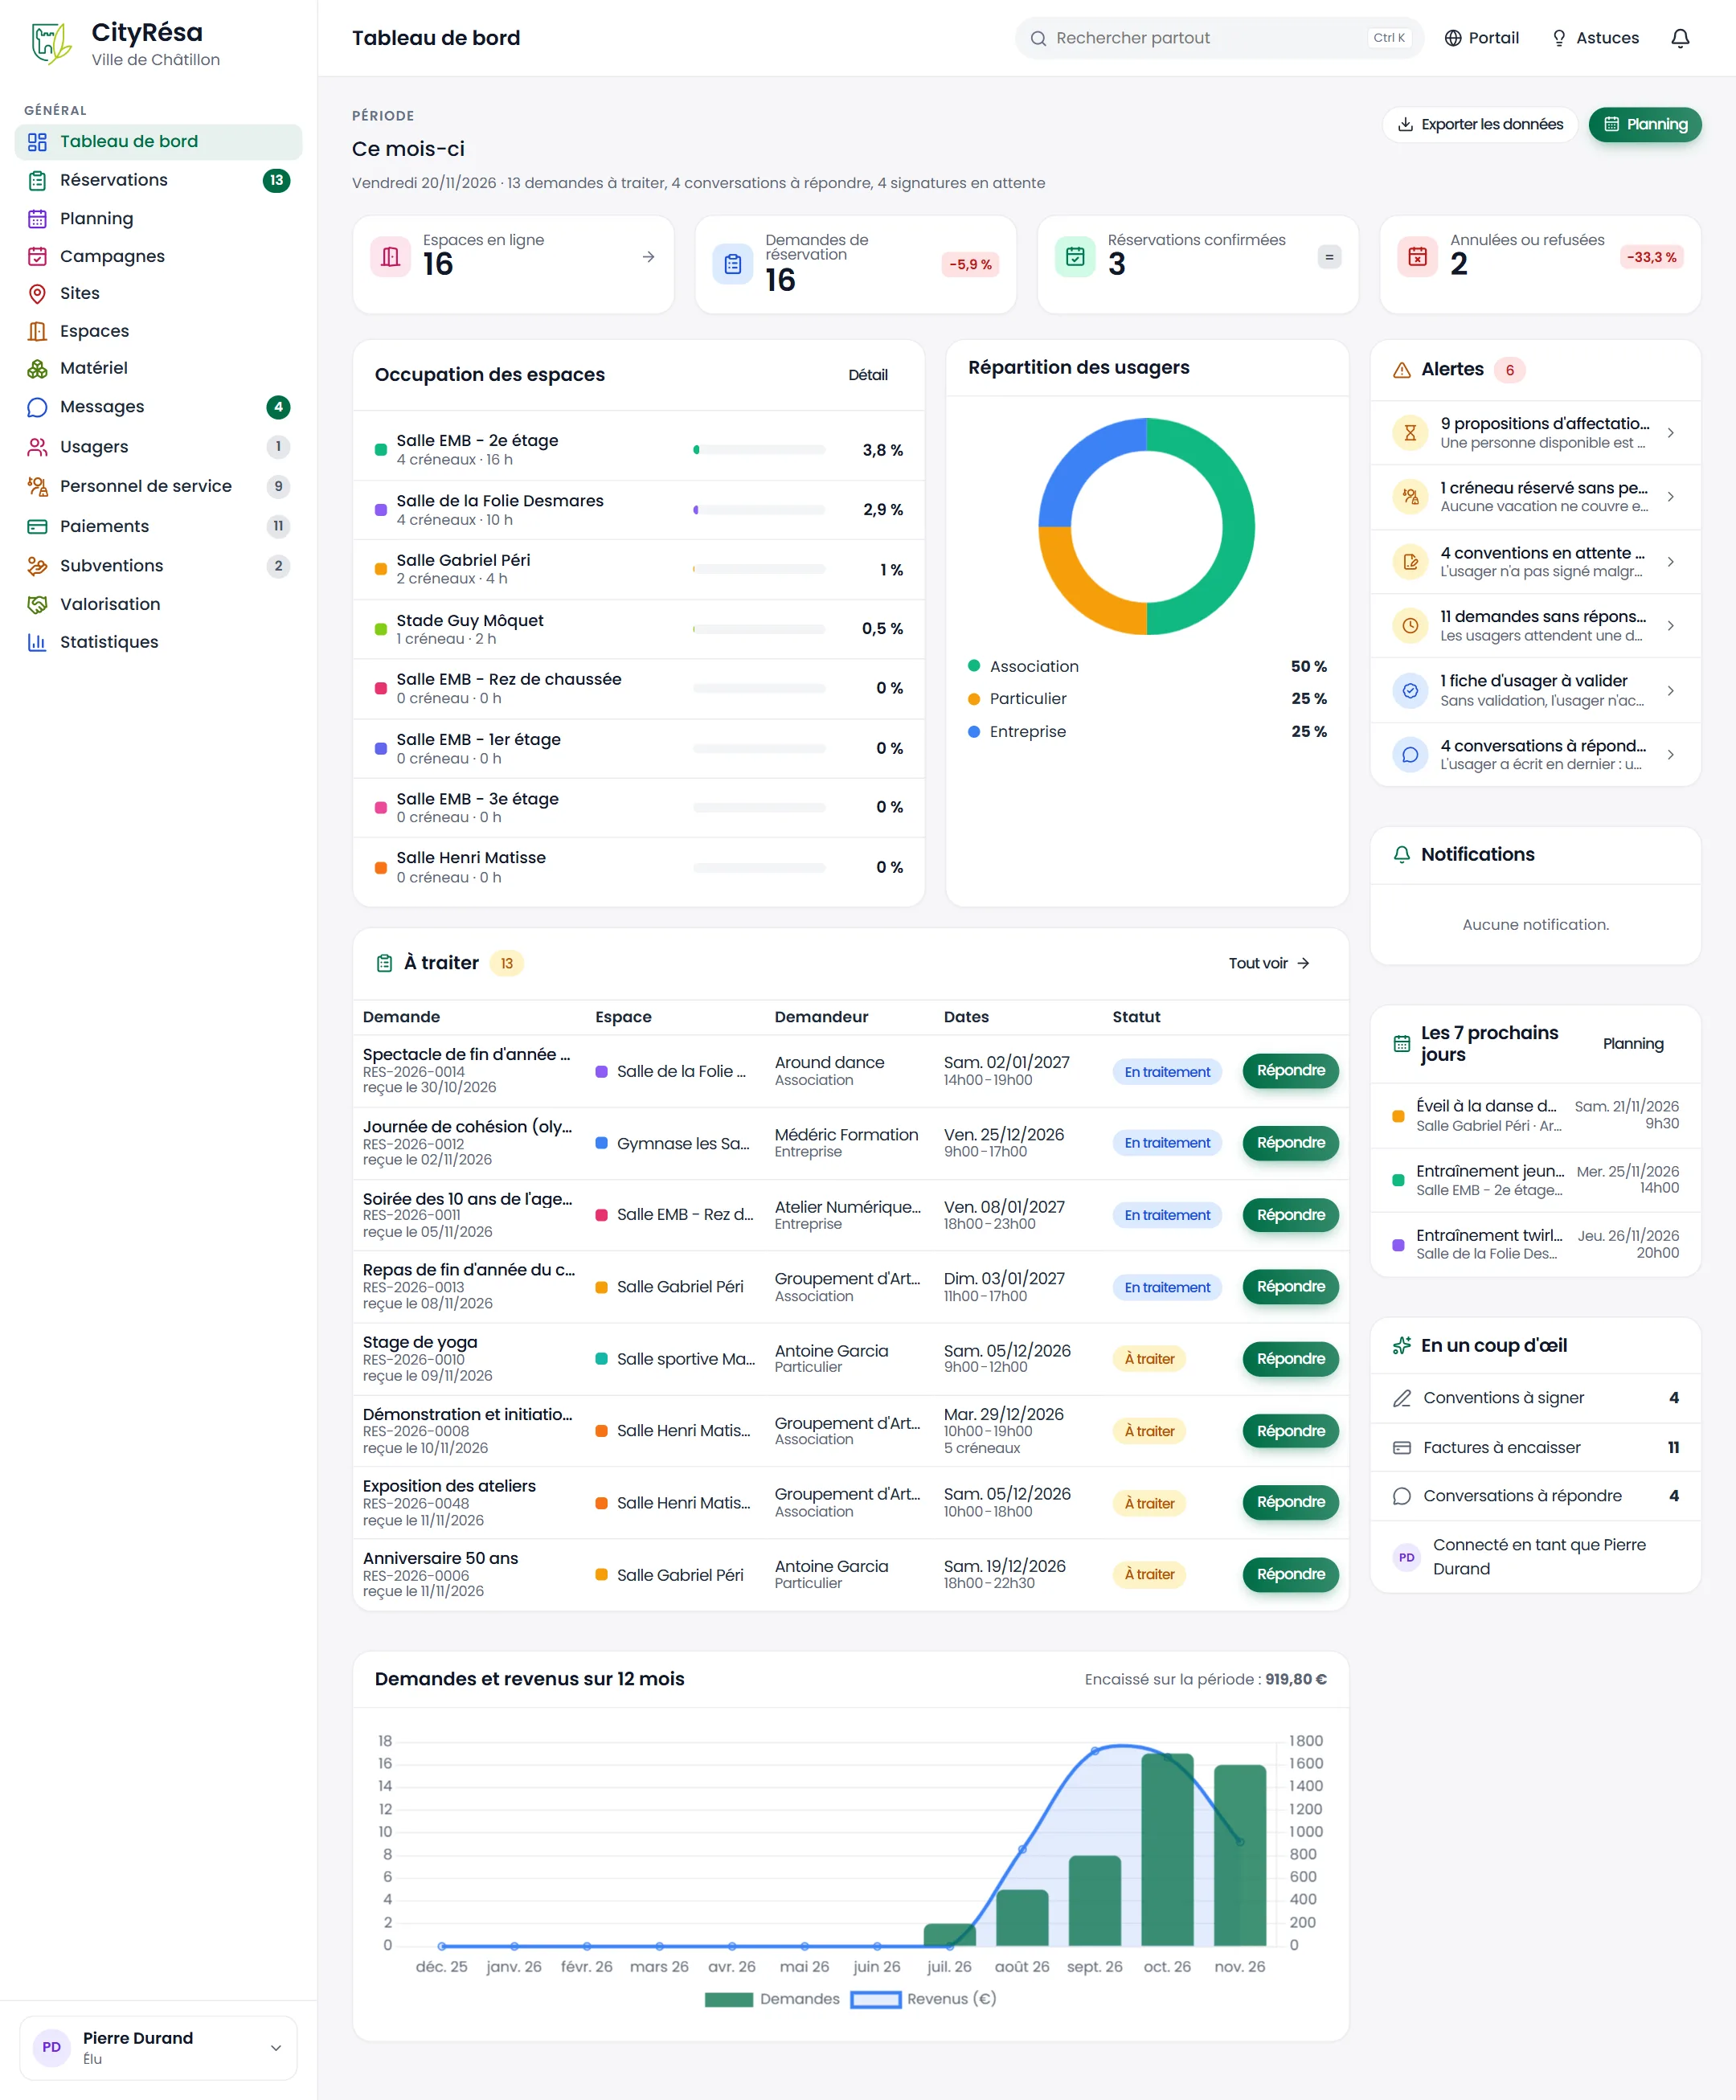 CityRésa
Ville de Châtillon
GÉNÉRAL
Tableau de bord
Réservations 13
Planning
Campagnes
Sites
Espaces
Matériel
Messages 4
Usagers 1
Personnel de service 9
Paiements 11
Subventions 2
Valorisation
Statistiques
Pierre Durand
PD
Élu
Tableau de bord
Rechercher partout Ctrl K
Portail
Astuces
PÉRIODE
Ce mois-ci
Vendredi 20/11/2026 · 13 demandes à traiter, 4 conversations à répondre, 4 signatures en attente
Exporter les données
Planning
Espaces en ligne
16
Demandes de
réservation
16
-5,9 %
Réservations confirmées
3
=
Annulées ou refusées
2
-33,3 %
Occupation des espaces Détail
Salle EMB - 2e étage
4 créneaux · 16 h
3,8 %
Salle de la Folie Desmares
4 créneaux · 10 h
2,9 %
Salle Gabriel Péri
2 créneaux · 4 h
1 %
Stade Guy Môquet
1 créneau · 2 h
0,5 %
Salle EMB - Rez de chaussée
0 créneau · 0 h
0 %
Salle EMB - 1er étage
0 créneau · 0 h
0 %
Salle EMB - 3e étage
0 créneau · 0 h
0 %
Salle Henri Matisse
0 créneau · 0 h
0 %
Répartition des usagers
Association 50 %
Particulier 25 %
Entreprise 25 %
Alertes 6
9 propositions d'affectatio...
Une personne disponible est ...
1 créneau réservé sans pe...
Aucune vacation ne couvre e...
4 conventions en attente ...
L'usager n'a pas signé malgr...
11 demandes sans répons...
Les usagers attendent une d...
1 fiche d'usager à valider
Sans validation, l'usager n'ac...
4 conversations à répond...
L'usager a écrit en dernier : u...
Notifications
Aucune notification.
À traiter 13 Tout voir
Demande Espace Demandeur Dates Statut
Spectacle de fin d'année ...
RES-2026-0014
reçue le 30/10/2026
Salle de la Folie ...
Around dance
Association
Sam. 02/01/2027
14h00-19h00
En traitement
Répondre
Journée de cohésion (oly...
RES-2026-0012
reçue le 02/11/2026
Gymnase les Sa...
Médéric Formation
Entreprise
Ven. 25/12/2026
9h00-17h00
En traitement
Répondre
Soirée des 10 ans de l'age...
RES-2026-0011
reçue le 05/11/2026
Salle EMB - Rez d...
Atelier Numérique...
Entreprise
Ven. 08/01/2027
18h00-23h00
En traitement
Répondre
Repas de fin d'année du c...
RES-2026-0013
reçue le 08/11/2026
Salle Gabriel Péri
Groupement d'Art...
Association
Dim. 03/01/2027
11h00-17h00
En traitement
Répondre
Stage de yoga
RES-2026-0010
reçue le 09/11/2026
Salle sportive Ma...
Antoine Garcia
Particulier
Sam. 05/12/2026
9h00-12h00
À traiter
Répondre
Démonstration et initiatio...
RES-2026-0008
reçue le 10/11/2026
Salle Henri Matis...
Groupement d'Art...
Association
Mar. 29/12/2026
10h00-19h00
5 créneaux
À traiter
Répondre
Exposition des ateliers
RES-2026-0048
reçue le 11/11/2026
Salle Henri Matis...
Groupement d'Art...
Association
Sam. 05/12/2026
10h00-18h00
À traiter
Répondre
Anniversaire 50 ans
RES-2026-0006
reçue le 11/11/2026
Salle Gabriel Péri
Antoine Garcia
Particulier
Sam. 19/12/2026
18h00-22h30
À traiter
Répondre
Les 7 prochains
jours
Planning
Éveil à la danse d...
Salle Gabriel Péri · Ar...
Sam. 21/11/2026
9h30
Entraînement jeun...
Salle EMB - 2e étage...
Mer. 25/11/2026
14h00
Entraînement twirl...
Salle de la Folie Des...
Jeu. 26/11/2026
20h00
En un coup d'œil
Conventions à signer 4
Factures à encaisser 11
Conversations à répondre 4
PD
Connecté en tant que Pierre
Durand
Demandes et revenus sur 12 mois
Encaissé sur la période : 919,80 €
18 1800
16 1600
14 1400
12 1200
10 1000
8 800
6 600
4 400
2 200
0 0
déc. 25 janv. 26 févr. 26 mars 26 avr. 26 mai 26 juin 26 juil. 26 août 26 sept. 26 oct. 26 nov. 26
Demandes Revenus (€)